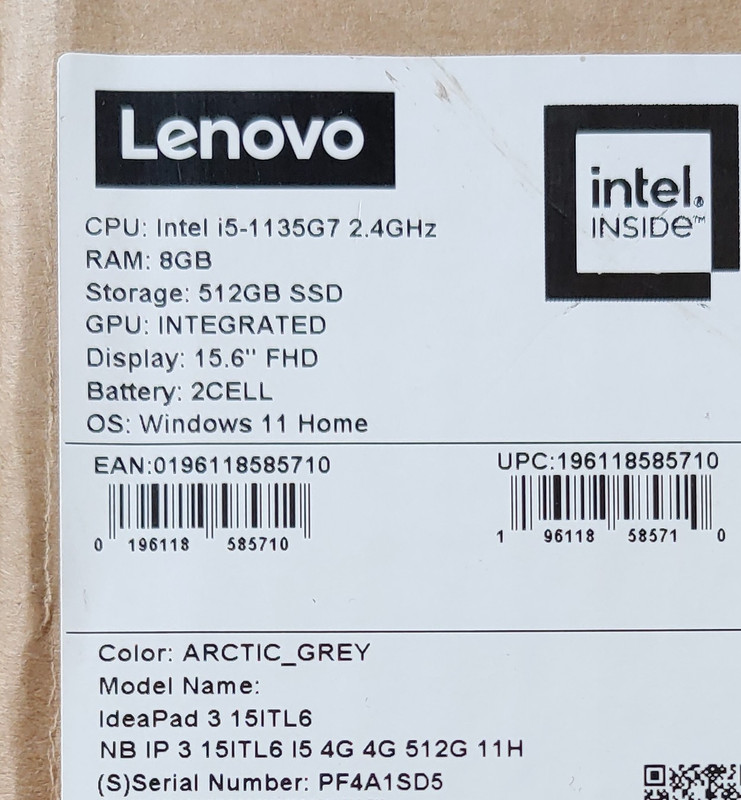 Lenovo
intel.
INSIDE™
CPU: Intel i5-1135G7 2.4GHz
RAM: 8GB
Storage: 512GB SSD
GPU: INTEGRATED
Display: 15.6" FHD
Battery: 2CELL
OS: Windows 11 Home
EAN:0196118585710
0 196118 585710
UPC:196118585710
1 96118 58571 0
Color: ARCTIC_GREY
Model Name:
IdeaPad 3 15ITL6
NB IP 3 15ITL6 I5 4G 4G 512G 11H
(S)Serial Number: PF4A1SD5